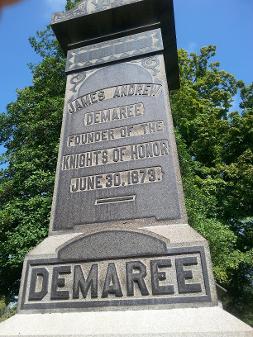 JAMES ANDREW
DEMAREE
FOUNDER OF THE
KNIGHTS OF HONOR
JUNE 30. 1873.
DEMAREE